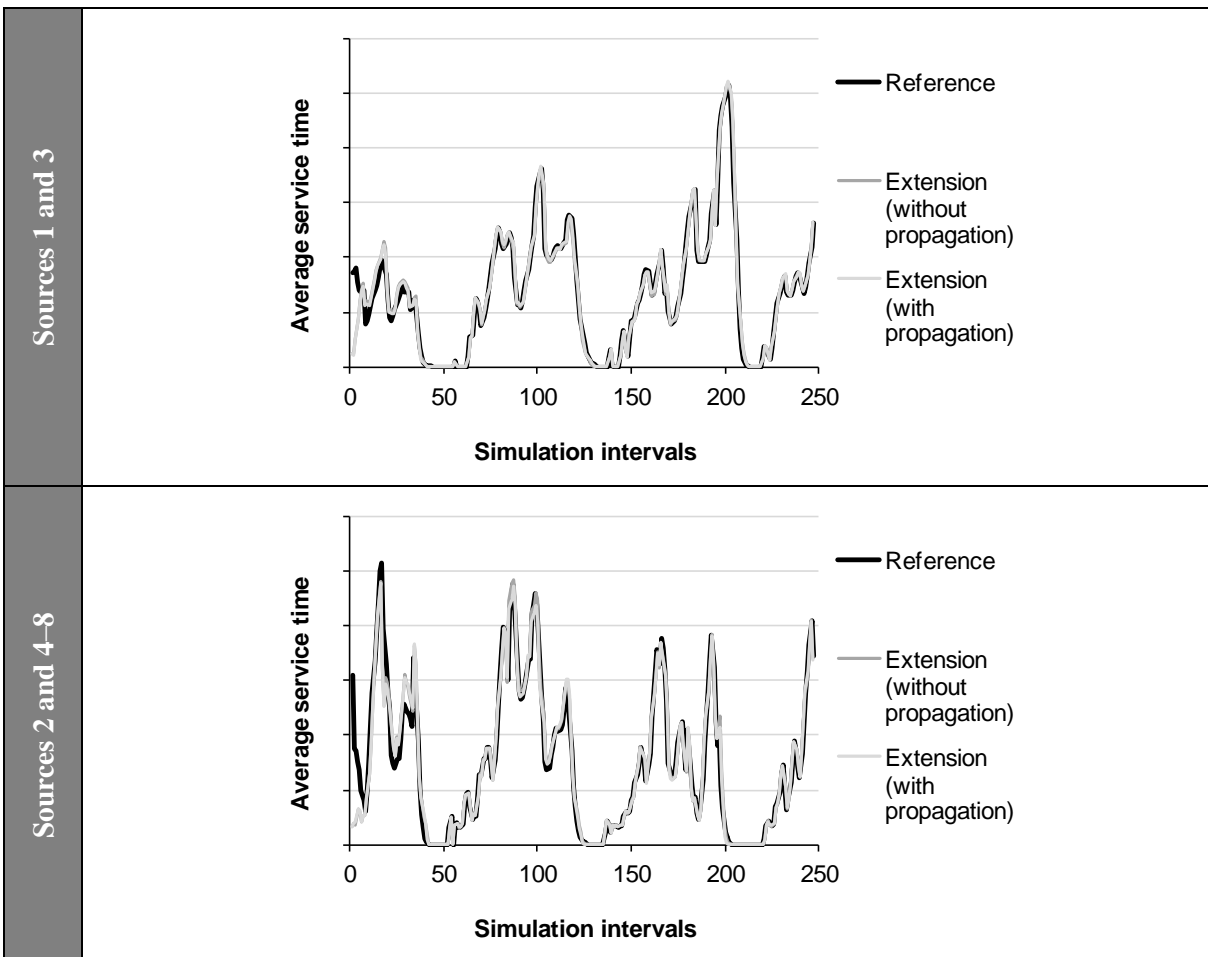 Sources 1 and 3
Average service time
Reference
Extension
(without
propagation)
Extension
(with
propagation)
0 50 100 150 200 250
Simulation intervals
Sources 2 and 4–8
Average service time
Reference
Extension
(without
propagation)
Extension
(with
propagation)
0 50 100 150 200 250
Simulation intervals